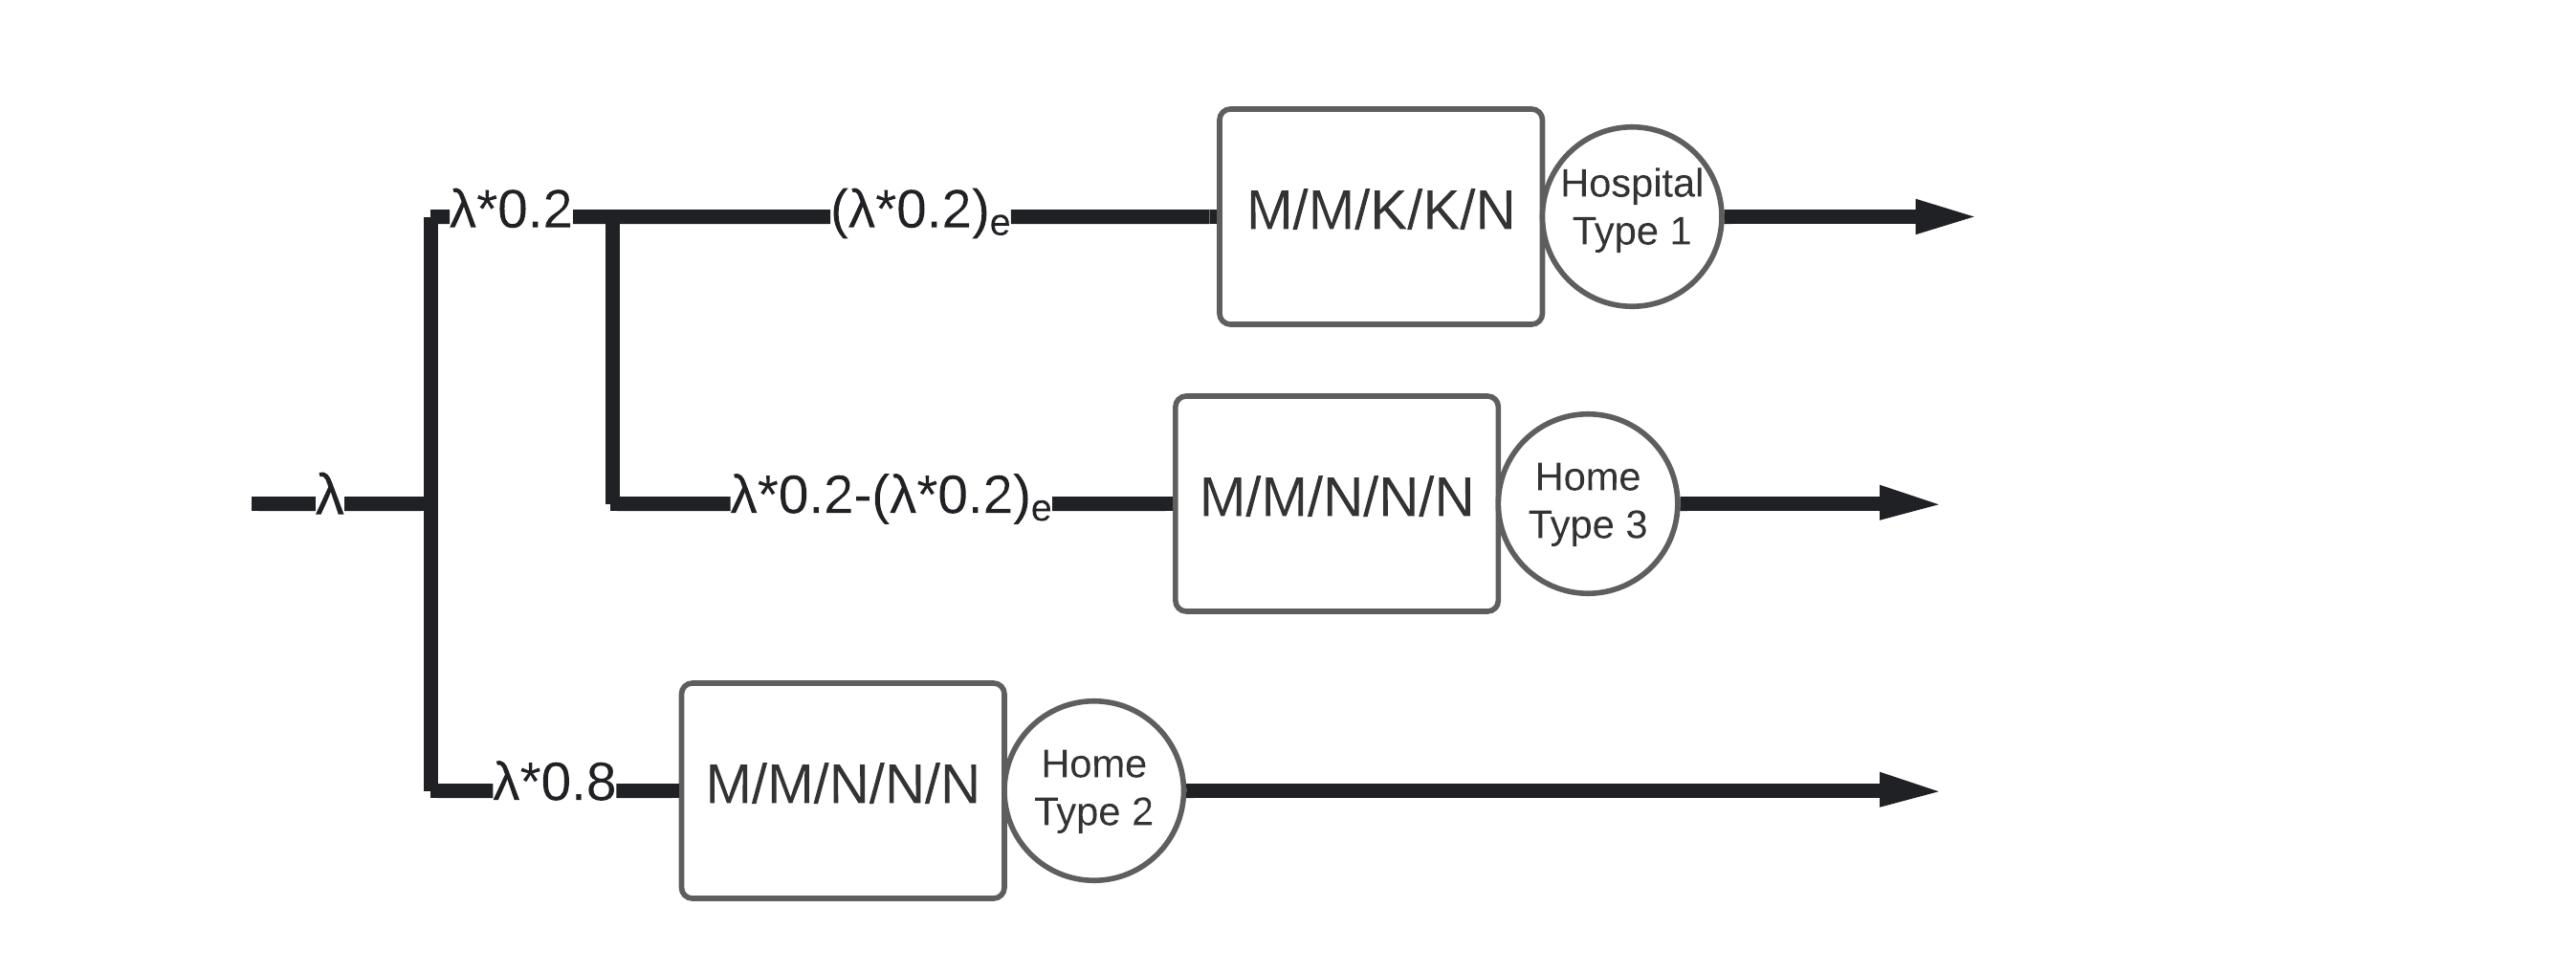 λ*0.2
(λ*0.2)e
M/M/K/K/N
Hospital
Type 1
λ
λ*0.2-(λ*0.2)e
M/M/N/N/N
Home
Type 3
λ*0.8
M/M/N/N/N
Home
Type 2